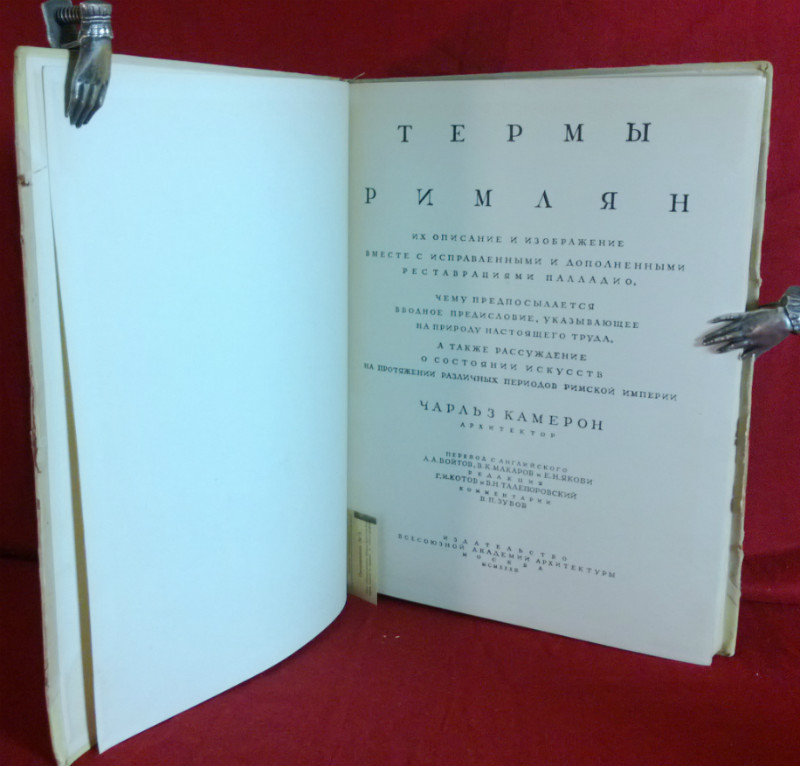 ТЕРМЫ
РИМЛЯН
ИХ ОПИСАНИЕ И ИЗОБРАЖЕНИЕ
ВМЕСТЕ С ИСПРАВЛЕННЫМИ И ДОПОЛНЕННЫМИ
РЕСТАВРАЦИЯМИ ПАЛЛАДИО,
ЧЕМУ ПРЕДПОСЫЛАЕТСЯ
ВВОДНОЕ ПРЕДИСЛОВИЕ, УКАЗЫВАЮЩЕЕ
НА ПРИРОДУ НАСТОЯЩЕГО ТРУДА,
А ТАКЖЕ РАССУЖДЕНИЕ
О СОСТОЯНИИ ИСКУССТВ
НА ПРОТЯЖЕНИИ РАЗЛИЧНЫХ ПЕРИОДОВ РИМСКОЙ ИМПЕРИИ
ЧАРЛЬЗ КАМЕРОН
АРХИТЕКТОР
ПЕРЕВОД С АНГЛИЙСКОГО
А.А.ВОЙТОВ, В.К.МАКАРОВ и Е.Н.ЯКОБИ
РЕДАКЦИЯ
Г.И.КОТОВ и В.Н.ТАЛЕПОРОВСКИЙ
КОММЕНТАРИИ
В.П.ЗУБОВ
ИЗДАТЕЛЬСТВО
ВСЕСОЮЗНОЙ АКАДЕМИИ АРХИТЕКТУРЫ
МОСКВА